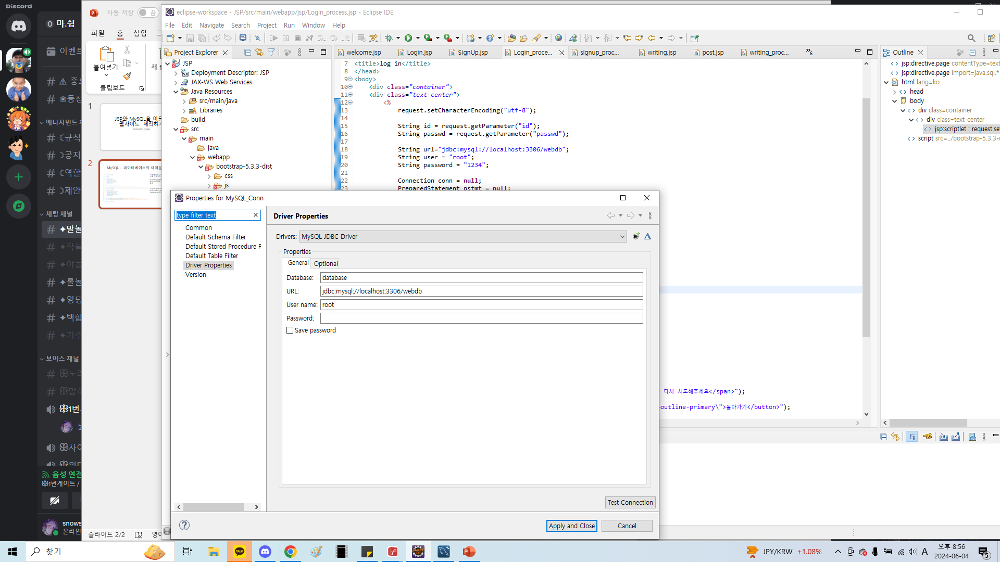 Discord
마.쉼
이벤트
⚠-중요
등장
매니지먼트
규칙
공지
역할
제안
채팅 채널
✦말놀
✦작놀
✦야놀
✦롤놀
✦엉덩
✦백합
✦기수
보이스 채널
노래
말하
1번게
음성 연결
1번게이트 /
snows
온라인
자동 저장 끔
파일 홈 삽입
붙여넣기
클립보드
새
1
JSP와 MySQL을 이용
웹사이트 제작하기
2
MySQL – 데이터베이스와 테이블
슬라이드 2/2
eclipse-workspace - JSP/src/main/webapp/jsp/Login_process.jsp - Eclipse IDE
File Edit Navigate Search Project Run Window Help
Project Explorer
JSP
Deployment Descriptor: JSP
JAX-WS Web Services
Java Resources
src/main/java
Libraries
build
src
main
java
webapp
bootstrap-5.3.3-dist
css
js
welcome.jsp Login.jsp SignUp.jsp Login_proce... signup_proc... writing.jsp post.jsp writing_proc... »6
7 <title>log in</title>
8 </head>
9 <body>
10 <div class="container">
11 <div class="text-center">
12 <%
13 request.setCharacterEncoding("utf-8");
14
15 String id = request.getParameter("id");
16 String passwd = request.getParameter("passwd");
17
18 String url="jdbc:mysql://localhost:3306/webdb";
19 String user = "root";
20 String password = "1234";
21
22 Connection conn = null;
23 PreparedStatement pstmt = null;
다시 시도해주세요</span>");
outline-primary\">돌아가기</button>");
Outline
jsp:directive.page contentType=text
jsp:directive.page import=java.sql.*
html lang=ko
head
body
div class=container
div class=text-center
jsp:scriptlet : request.se
script src=../bootstrap-5.3.3-d
Properties for MySQL_Conn
type filter text
Common
Default Schema Filter
Default Stored Procedure F
Default Table Filter
Driver Properties
Version
Driver Properties
Drivers: MySQL JDBC Driver
Properties
General Optional
Database: database
URL: jdbc:mysql://localhost:3306/webdb
User name: root
Password:
Save password
Test Connection
Apply and Close Cancel
찾기
TALK
JPY/KRW +1.08%
A
오후 8:56
2024-06-04
5